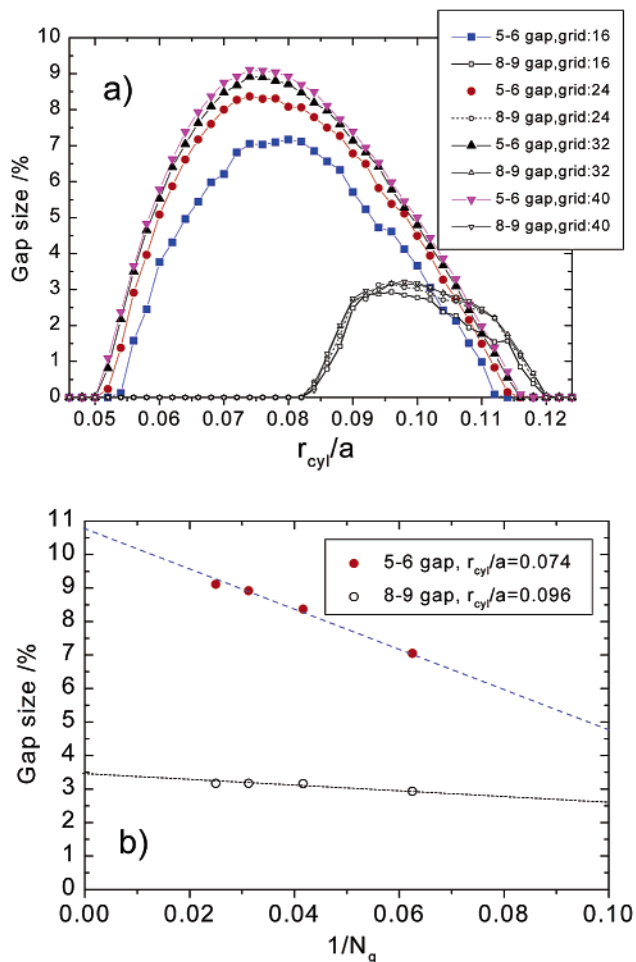 a)
5-6 gap,grid:16
8-9 gap,grid:16
5-6 gap,grid:24
8-9 gap,grid:24
5-6 gap,grid:32
8-9 gap,grid:32
5-6 gap,grid:40
8-9 gap,grid:40
10
9
8
7
6
5
4
3
2
1
0
Gap size /%
0.05 0.06 0.07 0.08 0.09 0.10 0.11 0.12
r_cyl/a
11
10
9
8
7
6
5
4
3
2
1
0
Gap size /%
5-6 gap, r_cyl/a=0.074
8-9 gap, r_cyl/a=0.096
b)
0.00 0.02 0.04 0.06 0.08 0.10
1/N_g